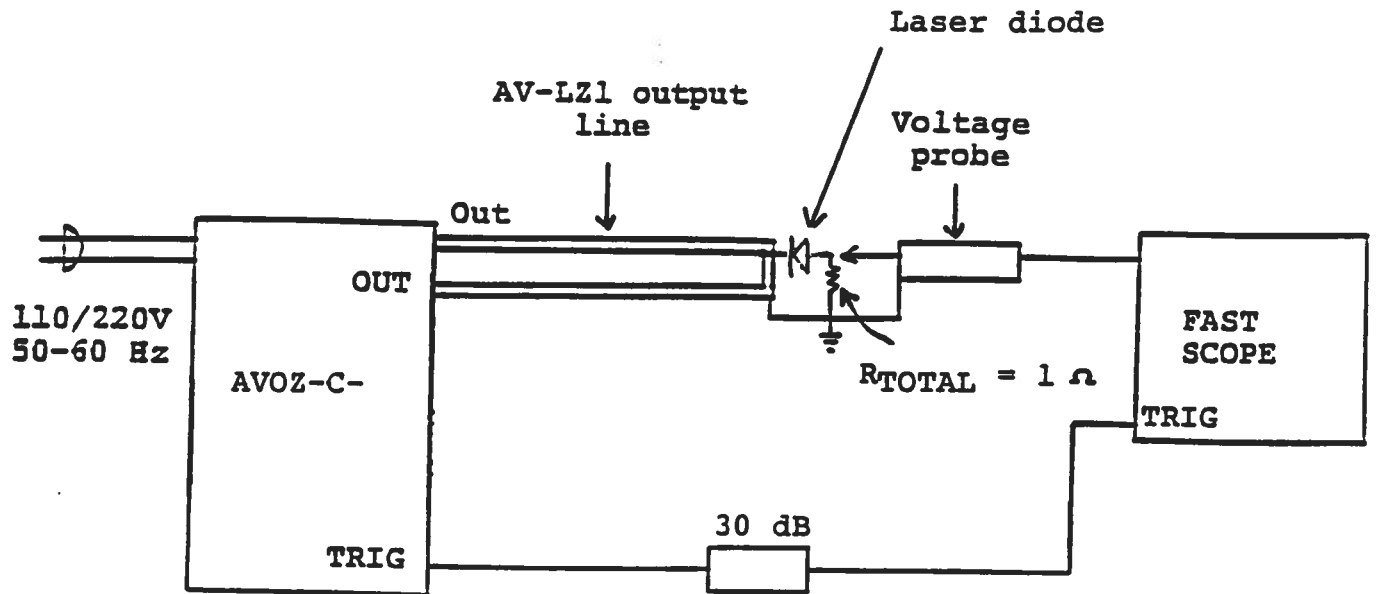 Laser diode
AV-LZ1 output
line
Voltage
probe
Out
OUT
110/220V
50-60 Hz
AVOZ-C-
FAST
SCOPE
RTOTAL = 1 Ω
TRIG
30 dB
TRIG